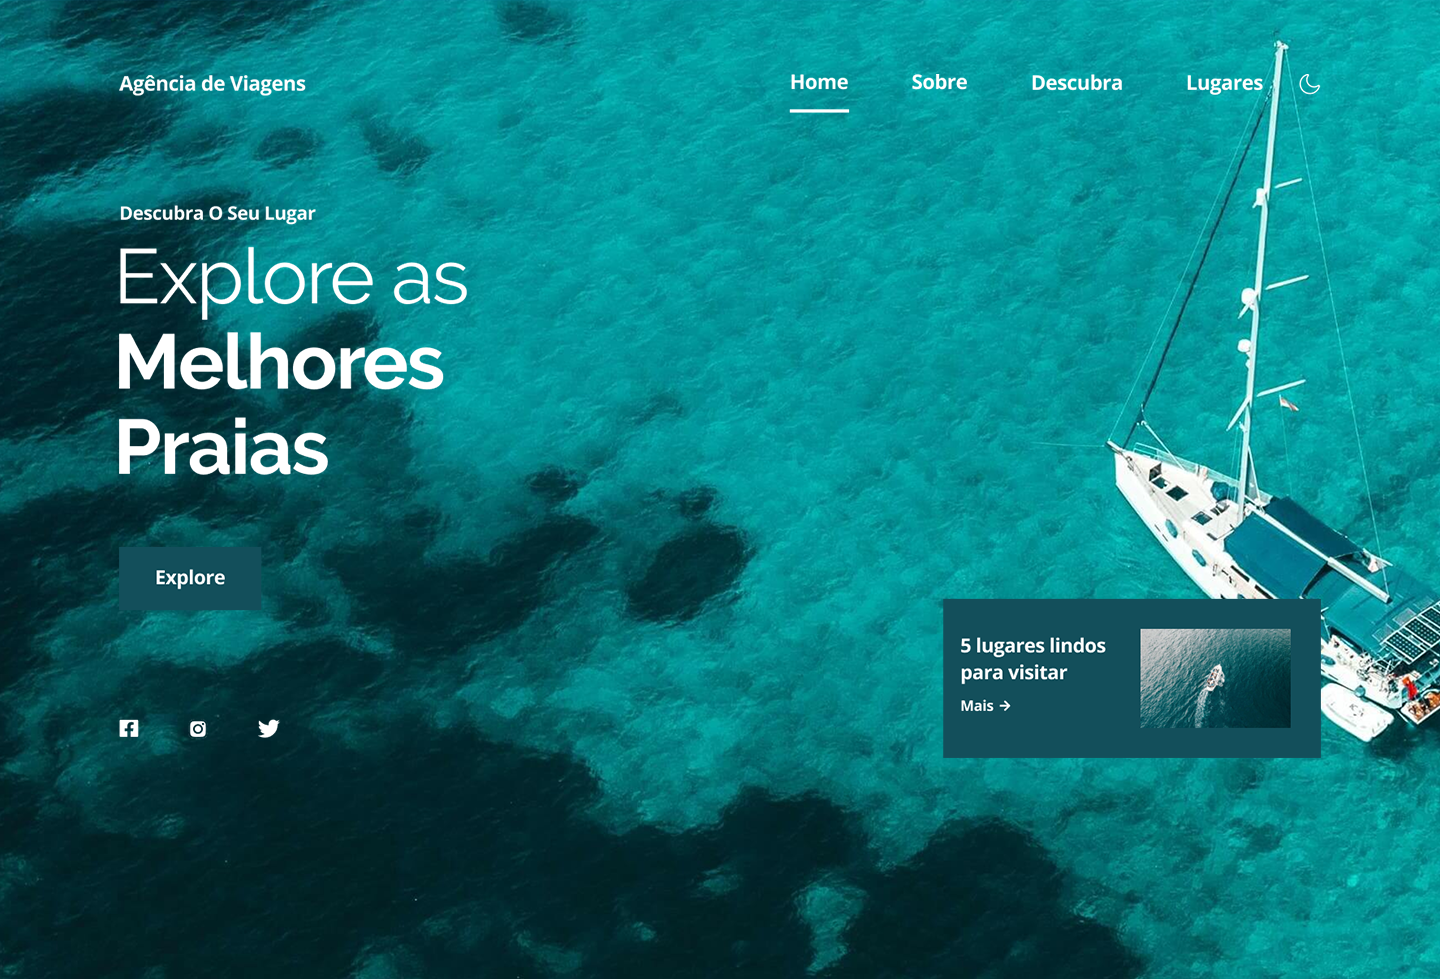 Agência de Viagens
Home
Sobre
Descubra
Lugares
Descubra O Seu Lugar
Explore as
Melhores
Praias
Explore
5 lugares lindos
para visitar
Mais →